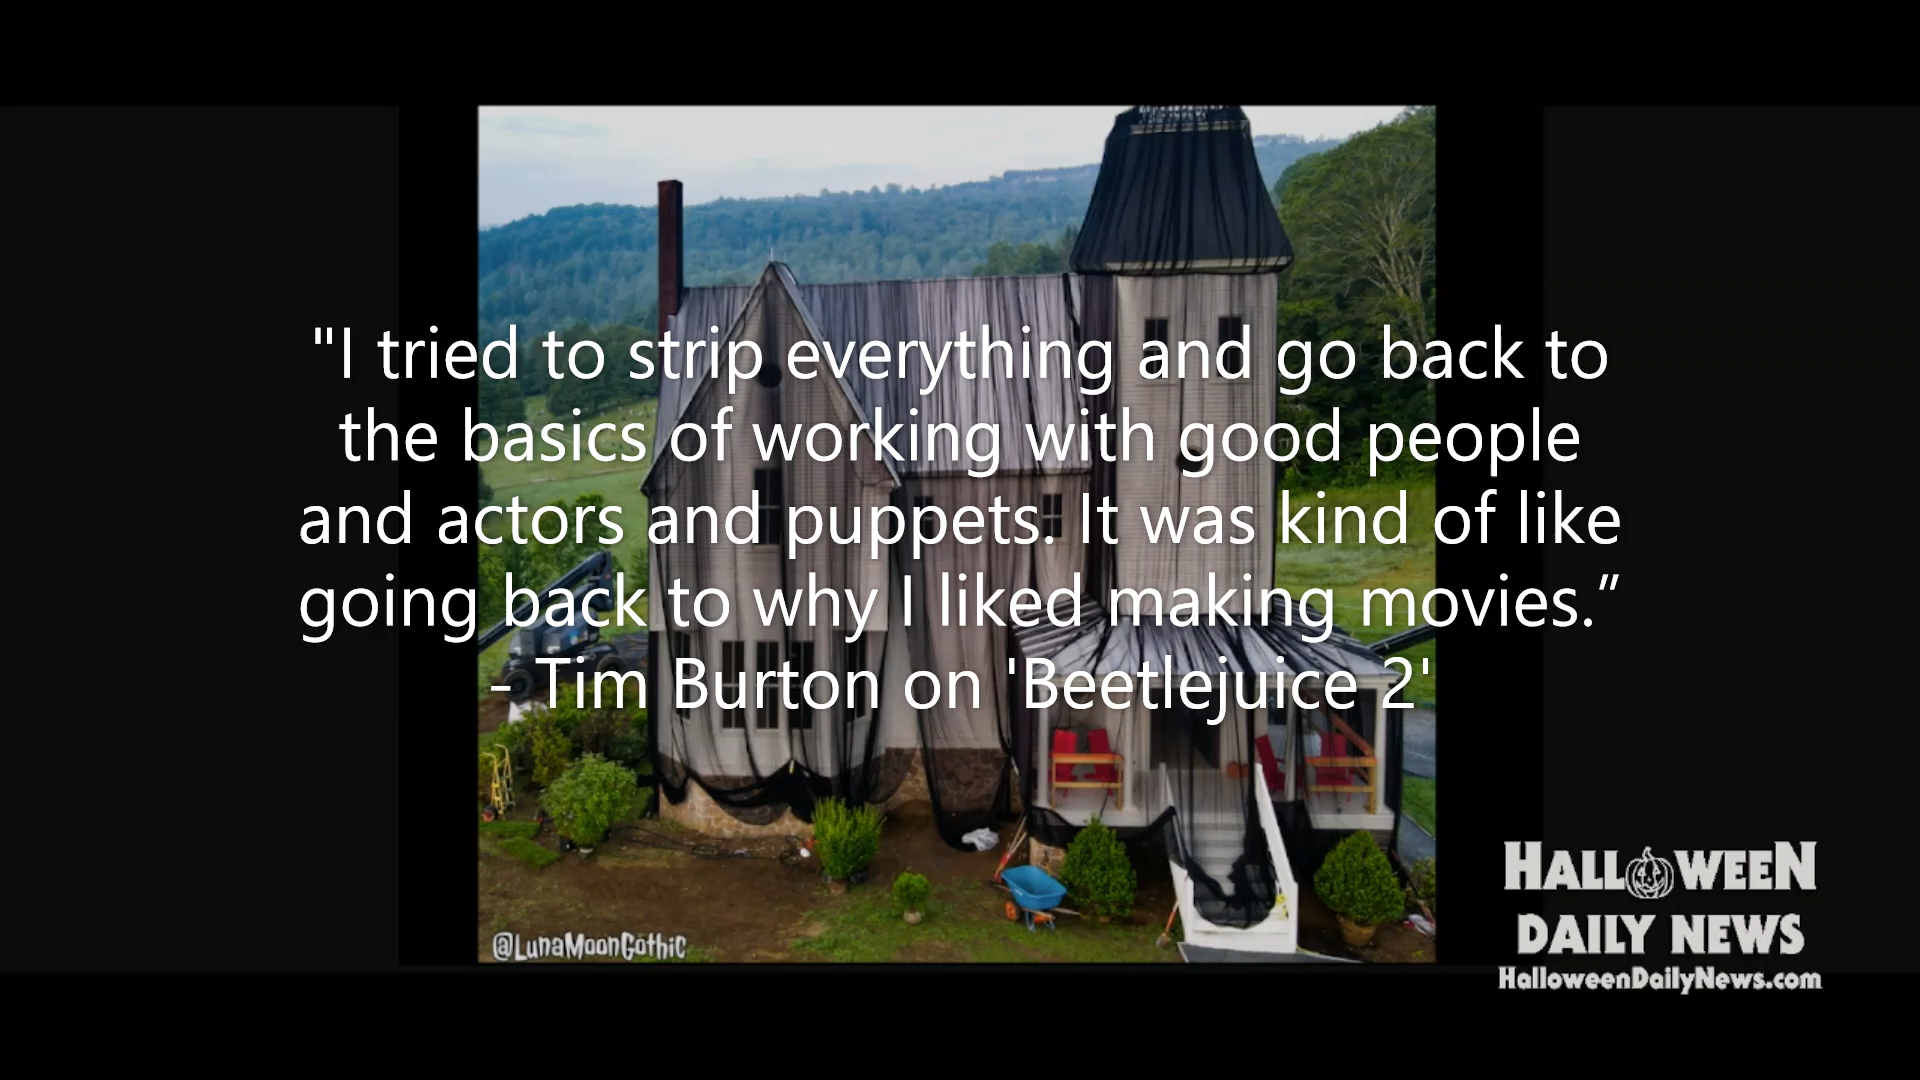 "I tried to strip everything and go back to
the basics of working with good people
and actors and puppets. It was kind of like
going back to why I liked making movies.”
- Tim Burton on 'Beetlejuice 2'
@LunaMoonGothic
HALLOWEEN
DAILY NEWS
HalloweenDailyNews.com